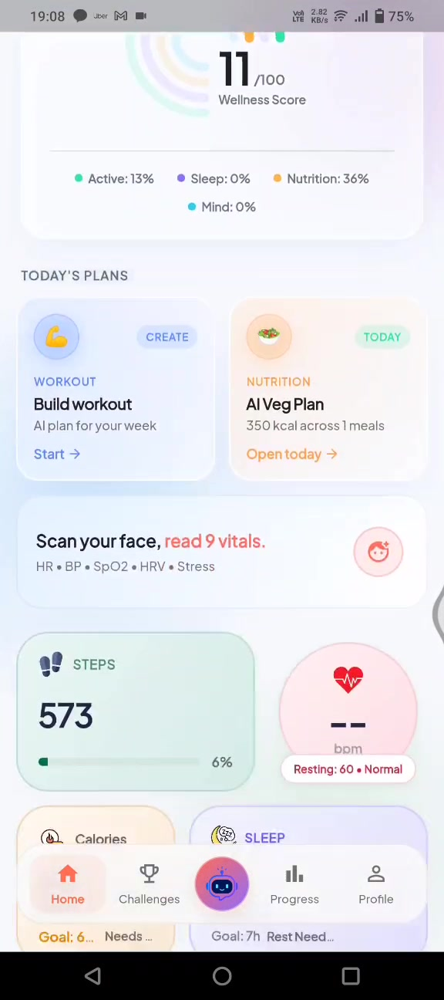 19:08 Jber Vo) LTE 2.82 KB/s 75%
11 /100
Wellness Score
Active: 13% Sleep: 0% Nutrition: 36%
Mind: 0%
TODAY'S PLANS
CREATE
WORKOUT
Build workout
AI plan for your week
Start →
TODAY
NUTRITION
AI Veg Plan
350 kcal across 1 meals
Open today →
Scan your face, read 9 vitals.
HR • BP • SpO2 • HRV • Stress
STEPS
573
6%
-- 
bpm
Resting: 60 • Normal
Calories
Goal: 6... Needs ...
SLEEP
Goal: 7h Rest Need...
Home Challenges Progress Profile